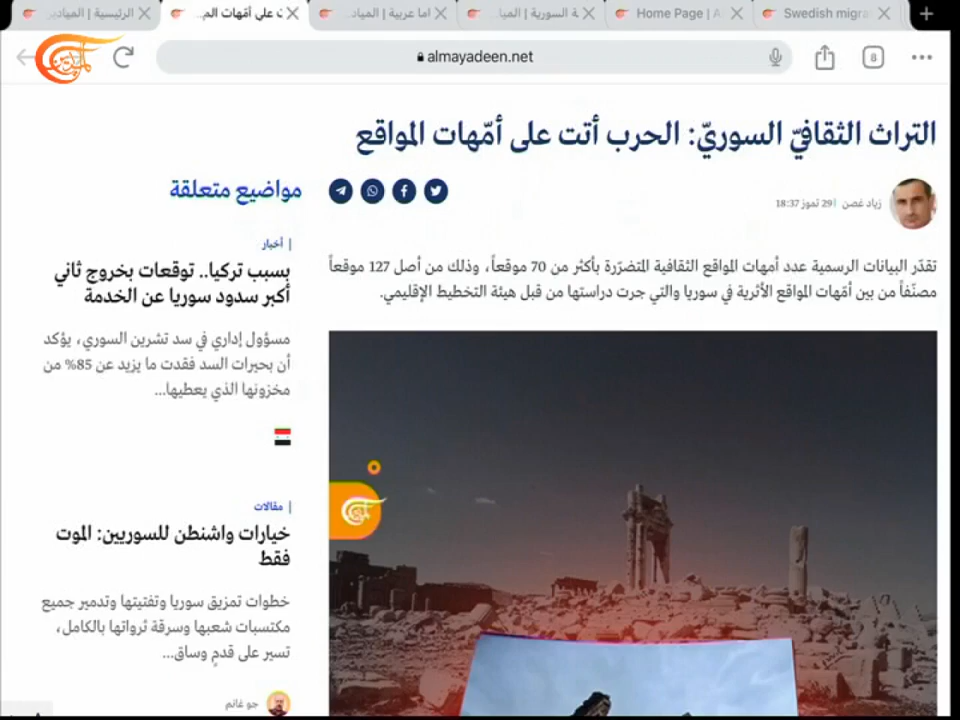 الرئيسية | الميادين
ت على أمّهات الم...
Home Page | A
Swedish migra
almayadeen.net
8
التراث الثقافيّ السوريّ: الحرب أتت على أمّهات المواقع
زياد غصن
29 تموز 18:37
تقدّر البيانات الرسمية عدد أمهات المواقع الثقافية المتضرّرة بأكثر من 70 موقعاً، وذلك من أصل 127 موقعاً
مصنّفاً من بين أمّهات المواقع الأثرية في سوريا والتي جرت دراستها من قبل هيئة التخطيط الإقليمي.
مواضيع متعلقة
أخبار
بسبب تركيا.. توقعات بخروج ثاني
أكبر سدود سوريا عن الخدمة
مسؤول إداري في سد تشرين السوري، يؤكد
أن بحيرات السد فقدت ما يزيد عن 85% من
مخزونها الذي يعطيها...
مقالات
خيارات واشنطن للسوريين: الموت
فقط
خطوات تمزيق سوريا وتفتيتها وتدمير جميع
مكتسبات شعبها وسرقة ثرواتها بالكامل،
تسير على قدمٍ وساق...
جو غانم